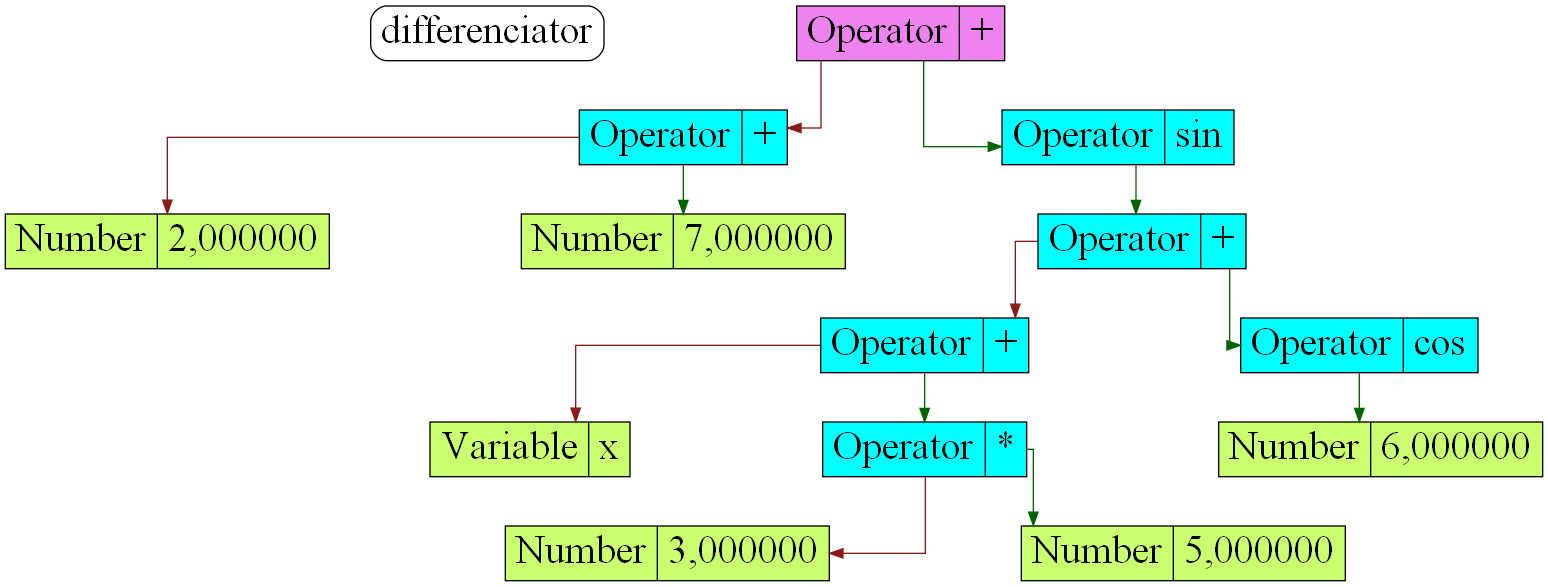 differenciator
Operator +
Operator +
Operator sin
Number 2,000000
Number 7,000000
Operator +
Operator +
Operator cos
Variable x
Operator *
Number 6,000000
Number 3,000000
Number 5,000000